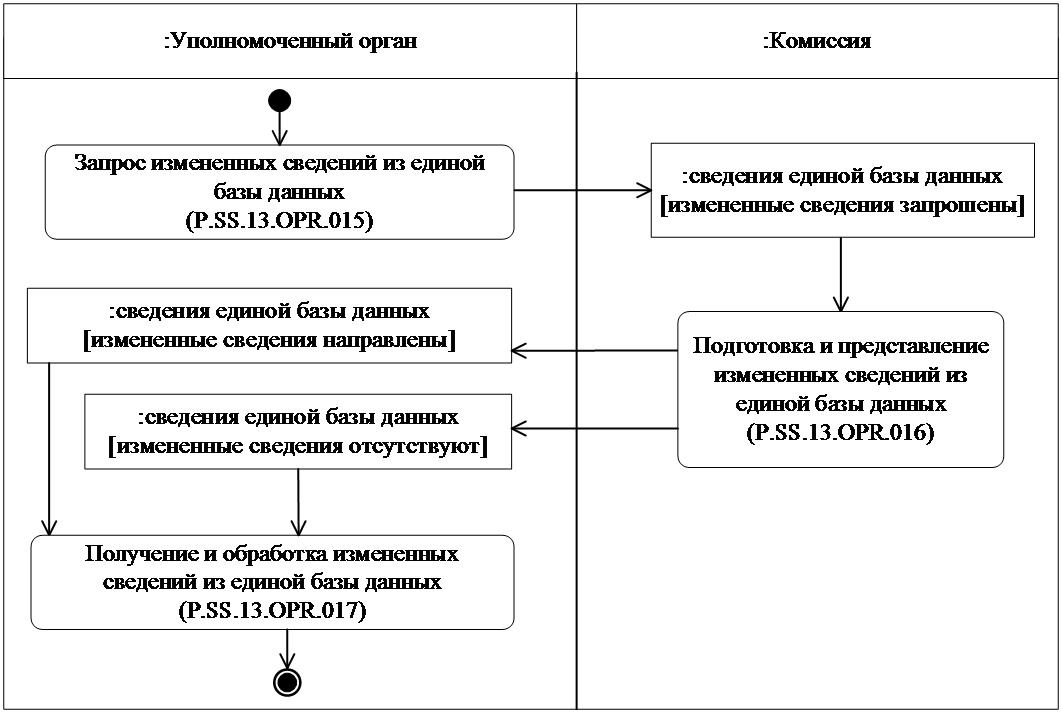 :Уполномоченный орган
:Комиссия
Запрос измененных сведений из единой
базы данных
(P.SS.13.OPR.015)
:сведения единой базы данных
[измененные сведения запрошены]
:сведения единой базы данных
[измененные сведения направлены]
Подготовка и представление
измененных сведений из
единой базы данных
(P.SS.13.OPR.016)
:сведения единой базы данных
[измененные сведения отсутствуют]
Получение и обработка измененных
сведений из единой базы данных
(P.SS.13.OPR.017)